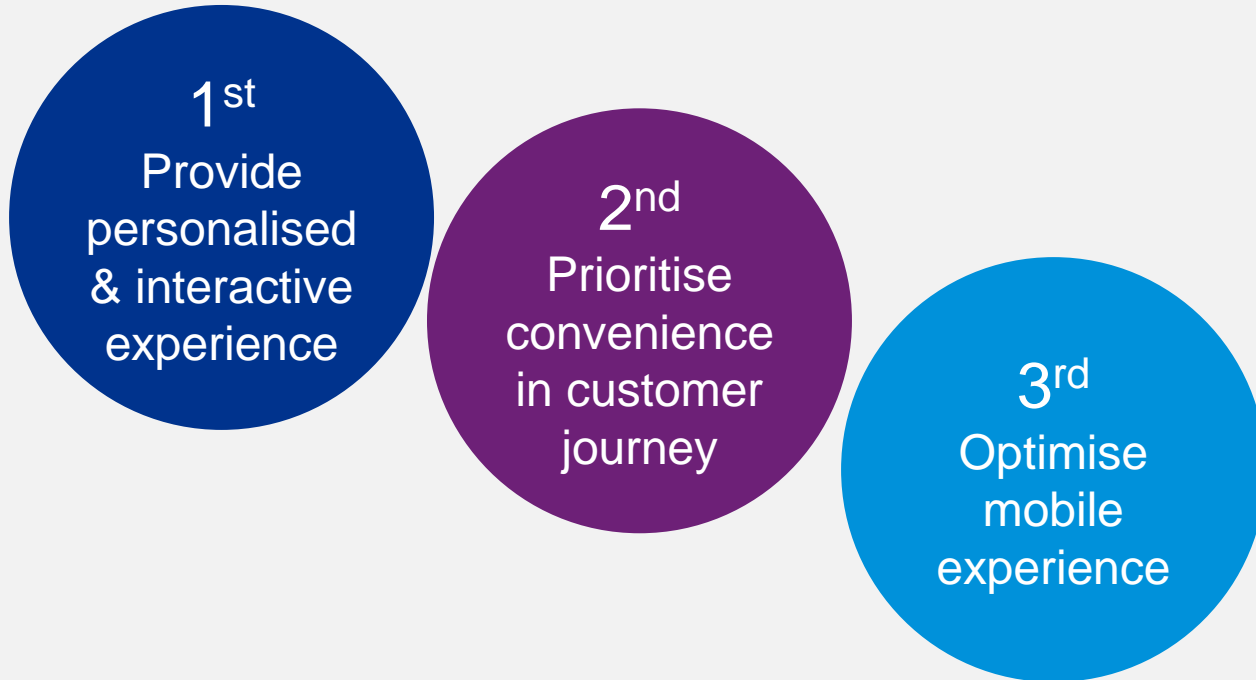 1st
Provide
personalised
& interactive
experience
2nd
Prioritise
convenience
in customer
journey
3rd
Optimise
mobile
experience